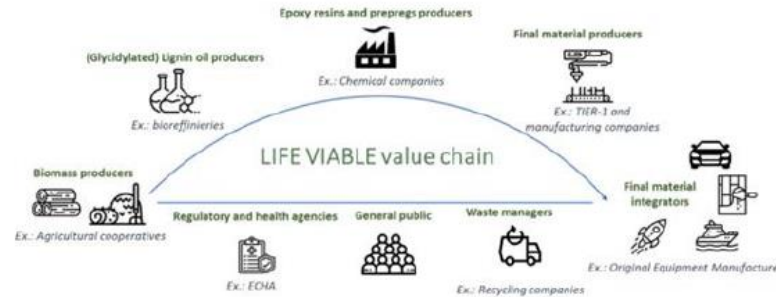 Epoxy resins and prepregs producers
Ex.: Chemical companies
(Glycidylated) Lignin oil producers
Ex.: bioreffinieries
Final material producers
Ex.: TIER-1 and
manufacturing companies
LIFE VIABLE value chain
Biomass producers
Ex.: Agricultural cooperatives
Final material
integrators
Ex.: Original Equipment Manufacture
Regulatory and health agencies
Ex.: ECHA
General public
Waste managers
Ex.: Recycling companies